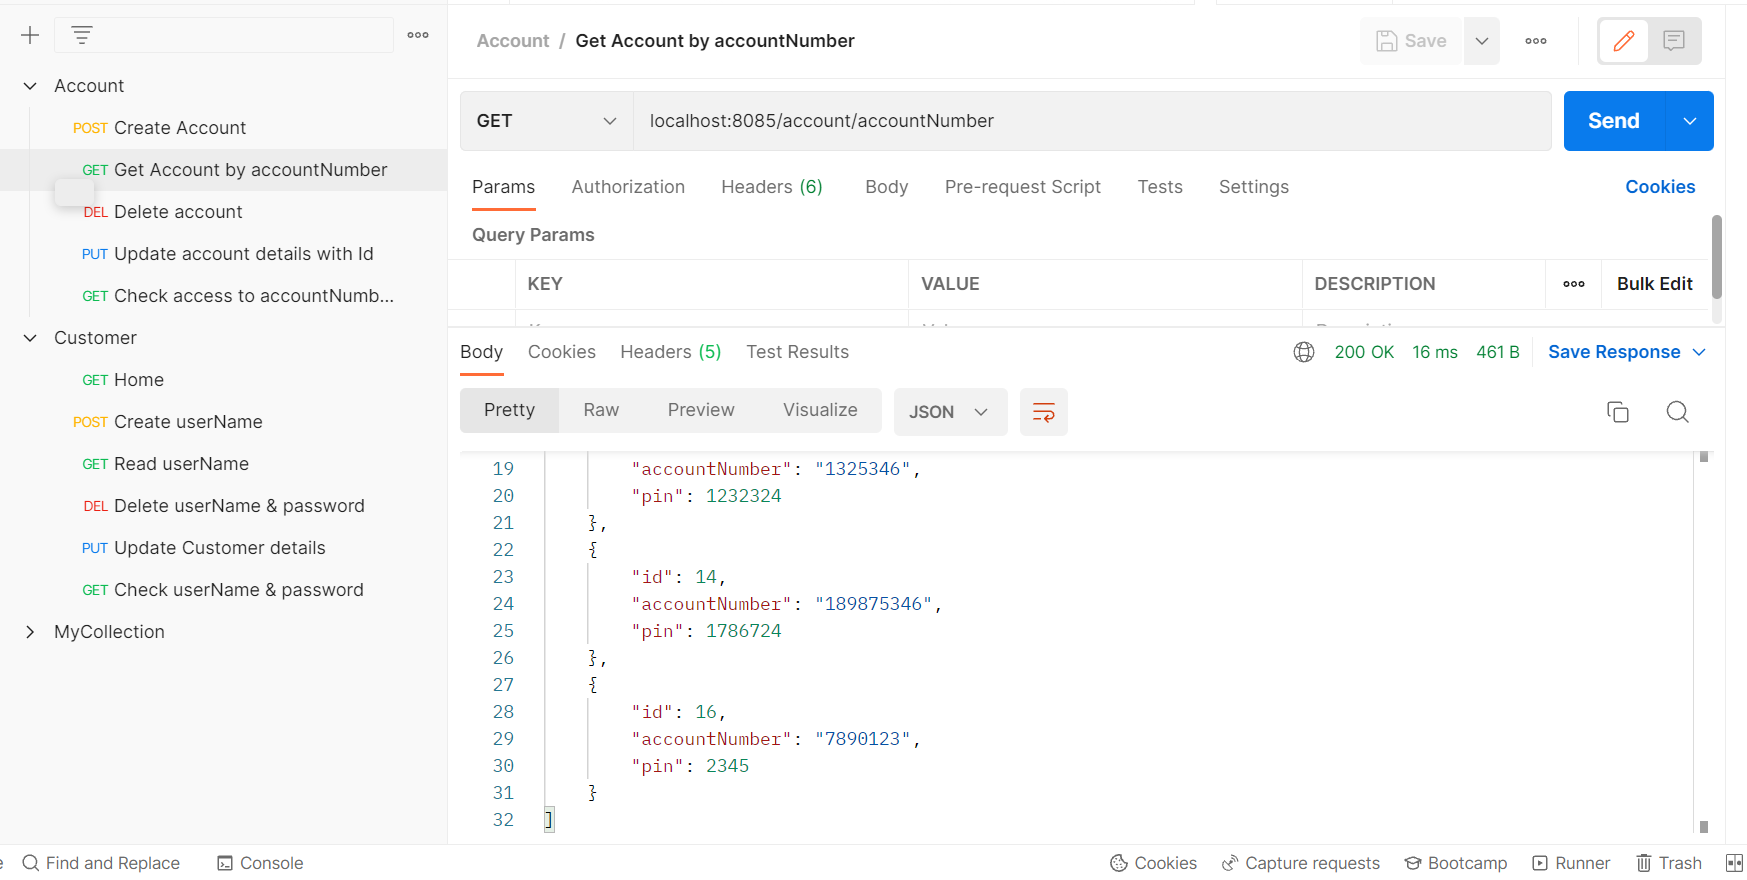 Account
POST Create Account
GET Get Account by accountNumber
DEL Delete account
PUT Update account details with Id
GET Check access to accountNumb...
Customer
GET Home
POST Create userName
GET Read userName
DEL Delete userName & password
PUT Update Customer details
GET Check userName & password
MyCollection
Account / Get Account by accountNumber
Save
GET localhost:8085/account/accountNumber
Send
Params Authorization Headers (6) Body Pre-request Script Tests Settings Cookies
Query Params
KEY VALUE DESCRIPTION Bulk Edit
Body Cookies Headers (5) Test Results 200 OK 16 ms 461 B Save Response
Pretty Raw Preview Visualize JSON
19 "accountNumber": "1325346",
20 "pin": 1232324
21 },
22 {
23 "id": 14,
24 "accountNumber": "189875346",
25 "pin": 1786724
26 },
27 {
28 "id": 16,
29 "accountNumber": "7890123",
30 "pin": 2345
31 }
32 ]
Find and Replace Console Cookies Capture requests Bootcamp Runner Trash